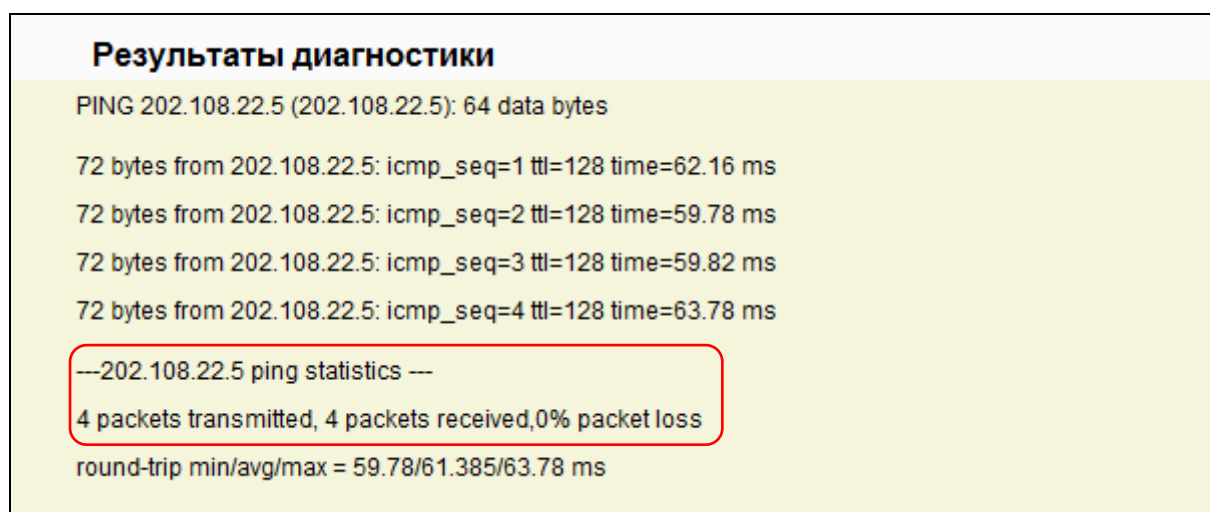 Результаты диагностики
PING 202.108.22.5 (202.108.22.5): 64 data bytes
72 bytes from 202.108.22.5: icmp_seq=1 ttl=128 time=62.16 ms
72 bytes from 202.108.22.5: icmp_seq=2 ttl=128 time=59.78 ms
72 bytes from 202.108.22.5: icmp_seq=3 ttl=128 time=59.82 ms
72 bytes from 202.108.22.5: icmp_seq=4 ttl=128 time=63.78 ms
---202.108.22.5 ping statistics ---
4 packets transmitted, 4 packets received,0% packet loss
round-trip min/avg/max = 59.78/61.385/63.78 ms